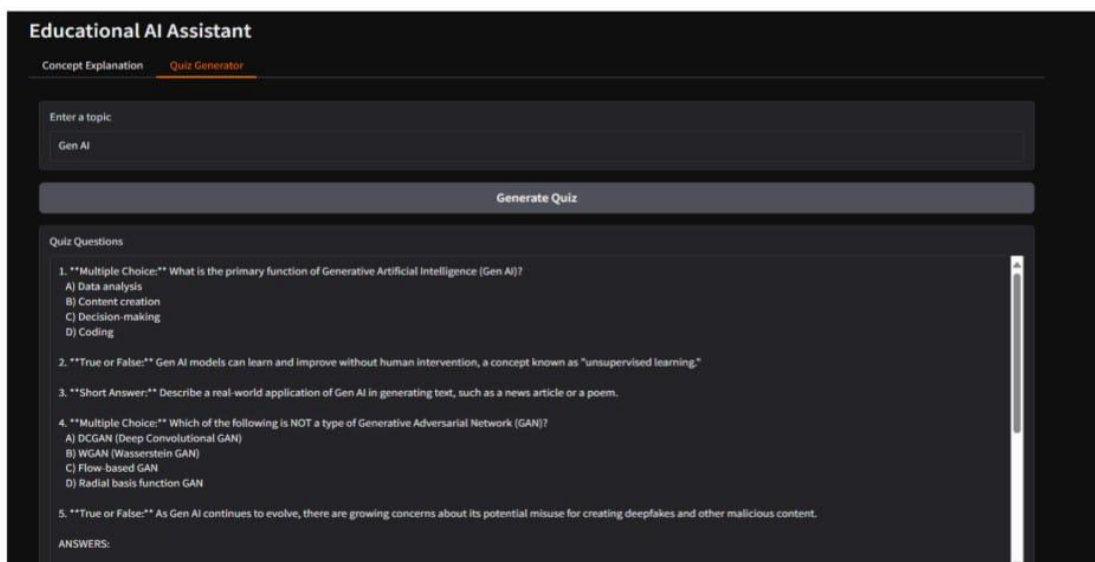 Educational AI Assistant
Concept Explanation Quiz Generator
Enter a topic
Gen AI
Generate Quiz
Quiz Questions
1. **Multiple Choice:** What is the primary function of Generative Artificial Intelligence (Gen AI)?
A) Data analysis
B) Content creation
C) Decision-making
D) Coding
2. **True or False:** Gen AI models can learn and improve without human intervention, a concept known as "unsupervised learning."
3. **Short Answer:** Describe a real-world application of Gen AI in generating text, such as a news article or a poem.
4. **Multiple Choice:** Which of the following is NOT a type of Generative Adversarial Network (GAN)?
A) DCGAN (Deep Convolutional GAN)
B) WGAN (Wasserstein GAN)
C) Flow-based GAN
D) Radial basis function GAN
5. **True or False:** As Gen AI continues to evolve, there are growing concerns about its potential misuse for creating deepfakes and other malicious content.
ANSWERS: